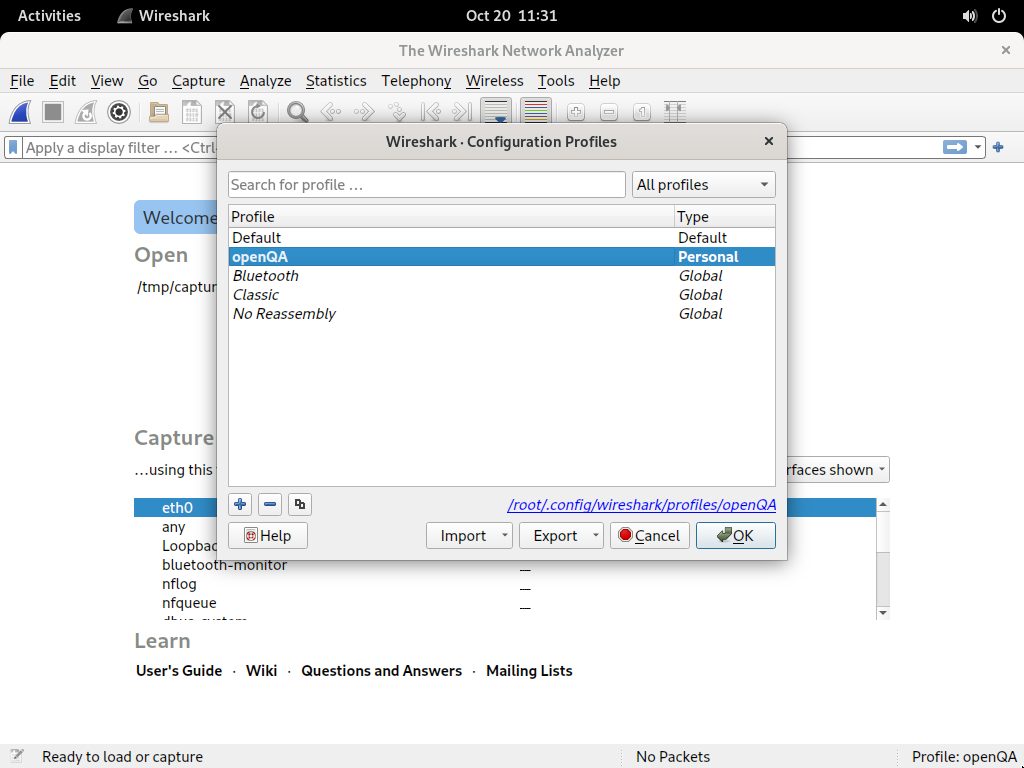 Activities Wireshark Oct 20 11:31
The Wireshark Network Analyzer
File Edit View Go Capture Analyze Statistics Telephony Wireless Tools Help
Apply a display filter … <Ctrl-
Wireshark · Configuration Profiles
Search for profile … All profiles
Profile Type
Default Default
openQA Personal
Bluetooth Global
Classic Global
No Reassembly Global
Welcome
Open
/tmp/captur
Capture
…using this rfaces shown
eth0
any
Loopbac
bluetooth-monitor
nflog
nfqueue
/root/.config/wireshark/profiles/openQA
Help Import Export Cancel OK
Learn
User's Guide · Wiki · Questions and Answers · Mailing Lists
Ready to load or capture No Packets Profile: openQA